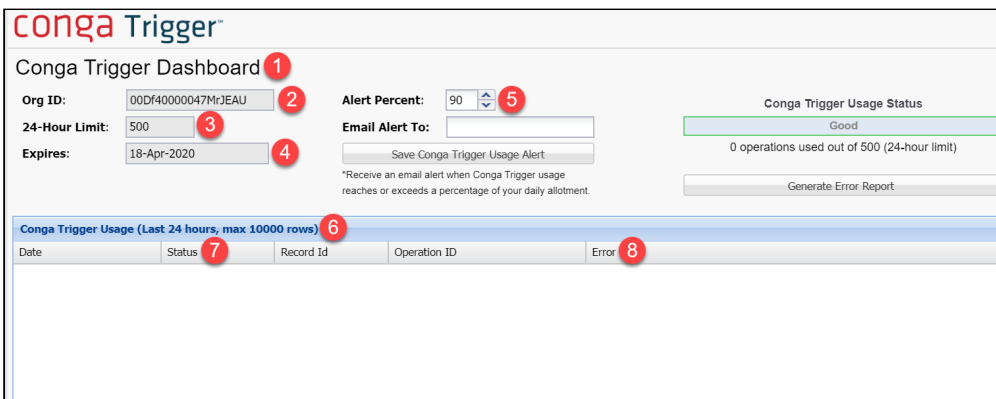 conga Trigger™
Conga Trigger Dashboard 1
Org ID: 00Df40000047MrJEAU 2
Alert Percent: 90 5
Conga Trigger Usage Status
24-Hour Limit: 500 3
Email Alert To:
Good
Expires: 18-Apr-2020 4
Save Conga Trigger Usage Alert
0 operations used out of 500 (24-hour limit)
*Receive an email alert when Conga Trigger usage
reaches or exceeds a percentage of your daily allotment.
Generate Error Report
Conga Trigger Usage (Last 24 hours, max 10000 rows) 6
Date Status 7 Record Id Operation ID Error 8